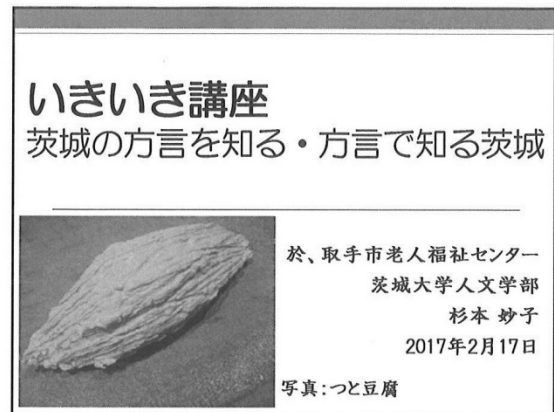 いきいき講座
茨城の方言を知る・方言で知る茨城
於、取手市老人福祉センター
茨城大学人文学部
杉本 妙子
2017年2月17日
写真:つと豆腐